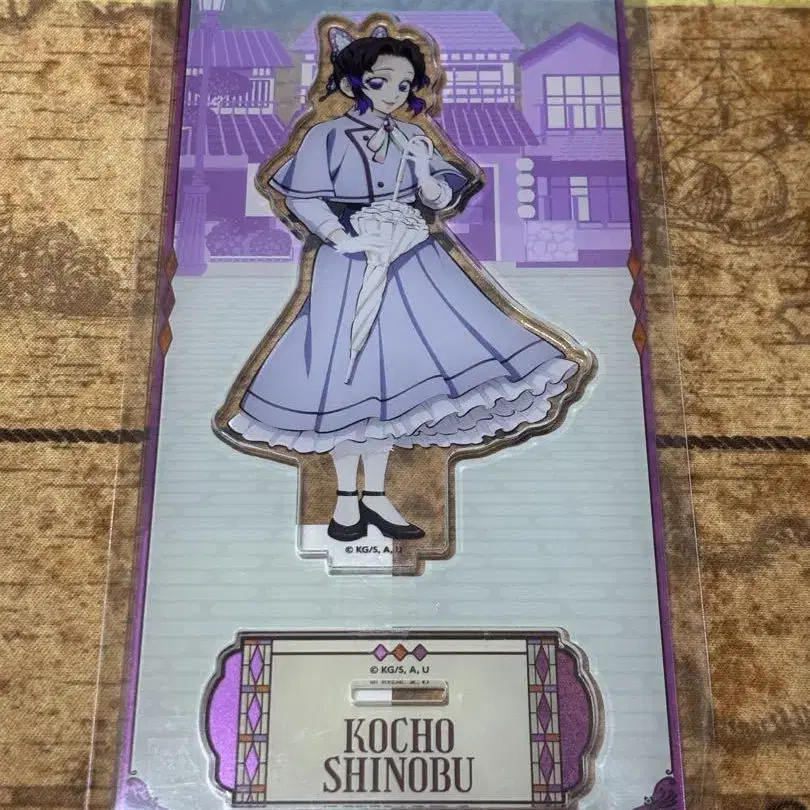 © KG/S, A, U
© KG/S, A, U
KOCHO
SHINOBU